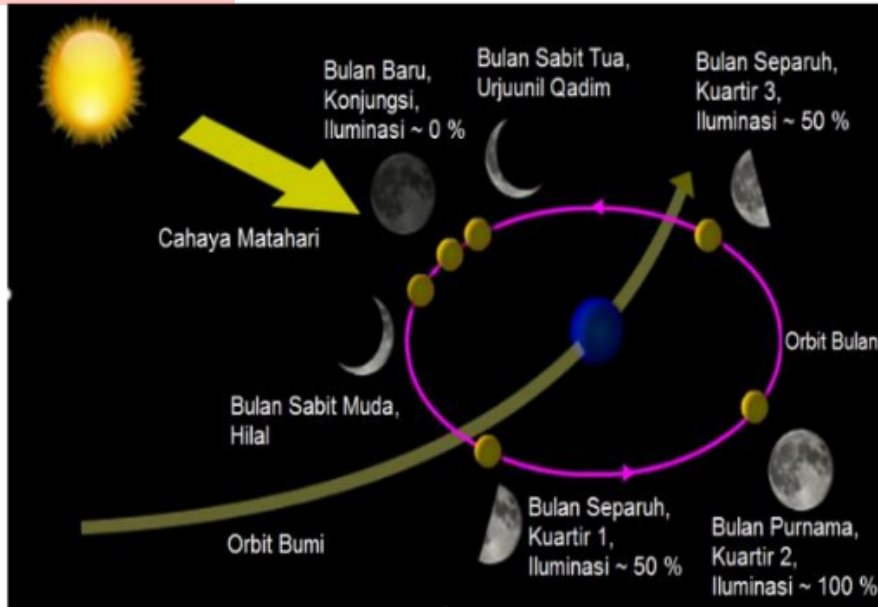 Bulan Baru,
Konjungsi,
Iluminasi ~ 0 %
Bulan Sabit Tua,
Urjuunil Qadim
Bulan Separuh,
Kuartir 3,
Iluminasi ~ 50 %
Cahaya Matahari
Orbit Bulan
Bulan Sabit Muda,
Hilal
Orbit Bumi
Bulan Separuh,
Kuartir 1,
Iluminasi ~ 50 %
Bulan Purnama,
Kuartir 2,
Iluminasi ~ 100 %